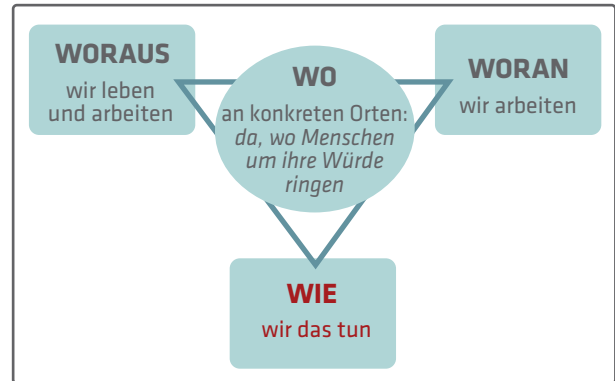 WORAUS
wir leben
und arbeiten
WO
an konkreten Orten:
da, wo Menschen
um ihre Würde
ringen
WORAN
wir arbeiten
WIE
wir das tun